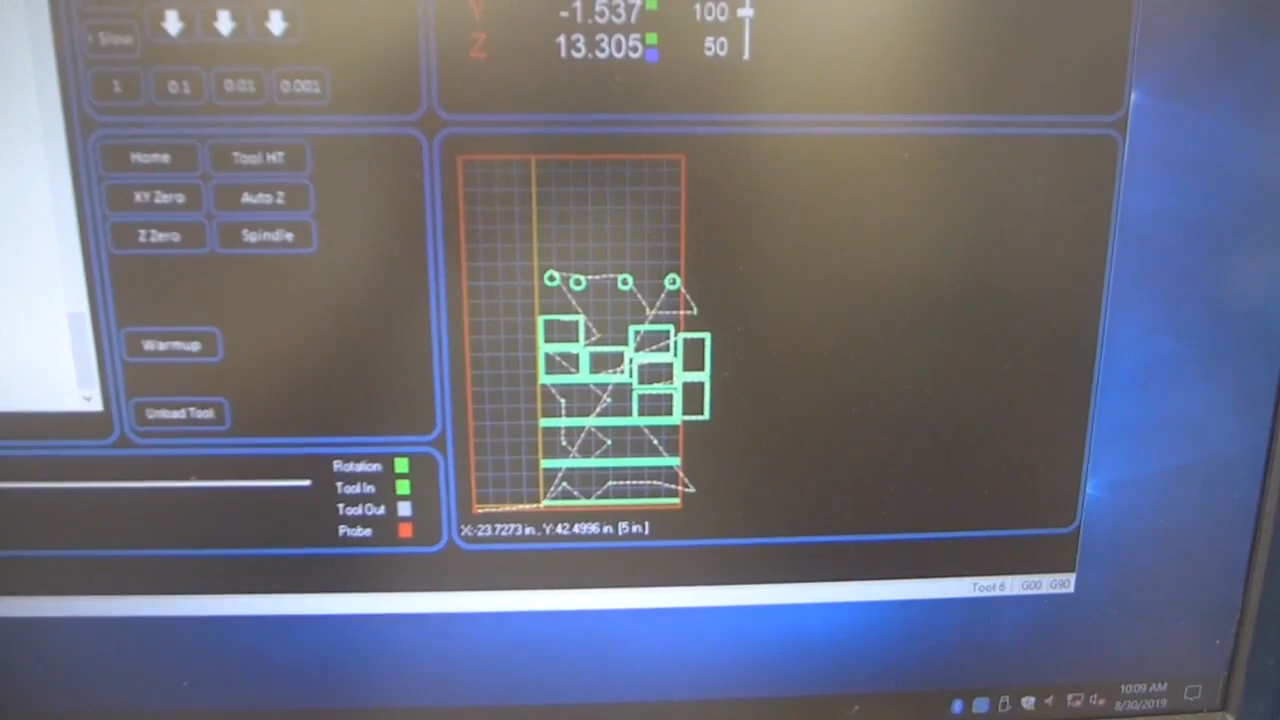 Y -1.537 100
Z 13.305 50
Slow
1 0.1 0.01 0.001
Home Tool HT
XY Zero Auto Z
Z Zero Spindle
Warmup
Unload Tool
Rotation
Tool In
Tool Out
Probe
X:-23.7273 in., Y:42.4996 in. [5 in.]
Tool 6 G00 G90
10:09 AM
8/30/2019